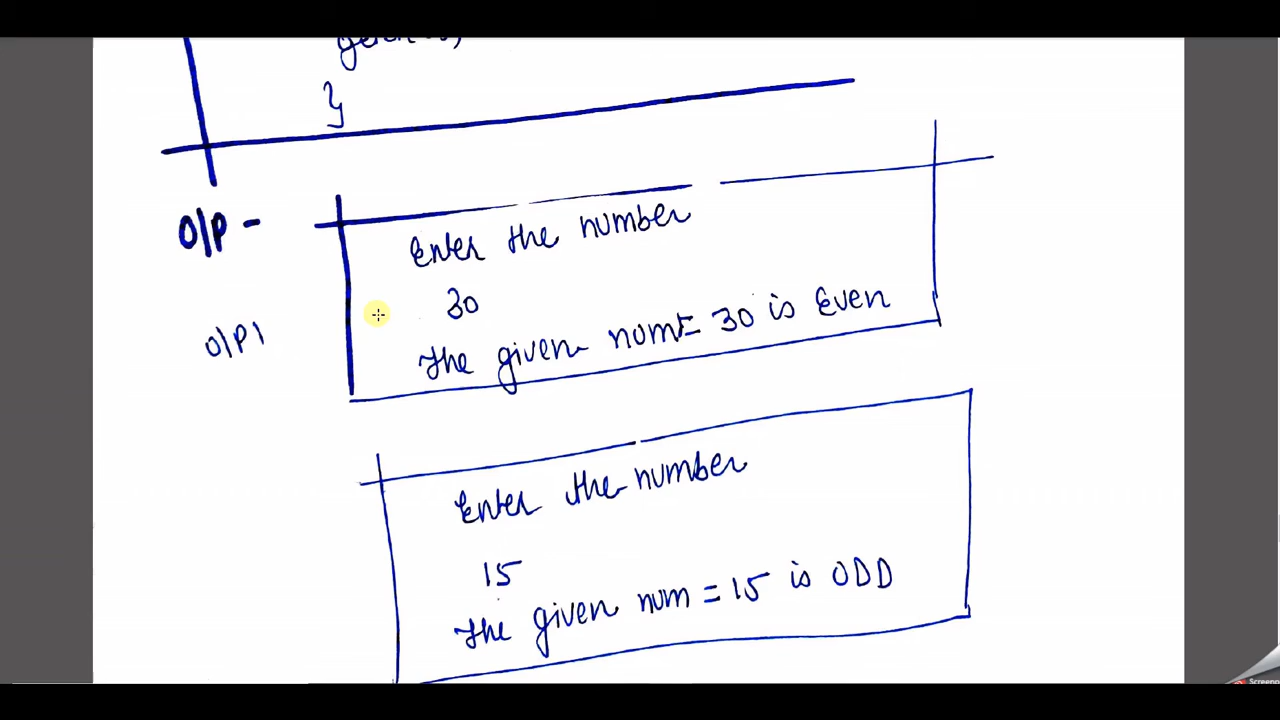 }
O/P -
Enter the number
30
The given num = 30 is Even
O/P1
Enter the number
15
The given num = 15 is ODD